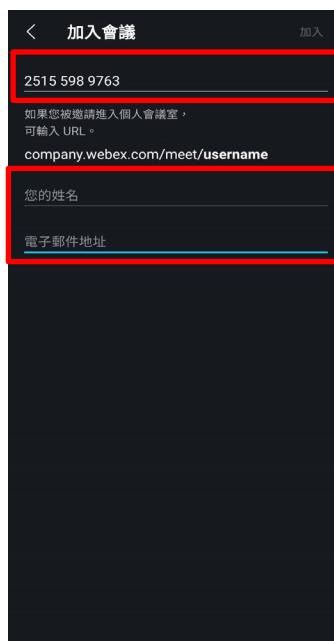 加入會議 加入
2515 598 9763
如果您被邀請進入個人會議室，
可輸入 URL。
company.webex.com/meet/username
您的姓名
電子郵件地址